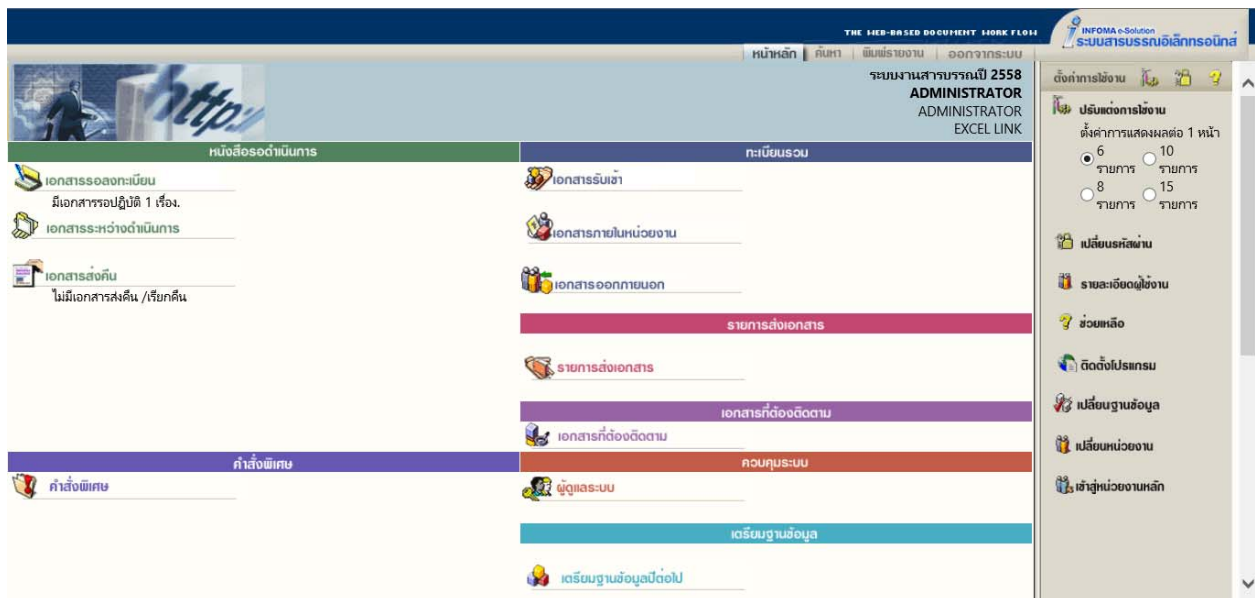 THE WEB-BASED DOCUMENT WORK FLOW
INFOMA e-Solution
ระบบสารบรรณอิเล็กทรอนิกส์
หน้าหลัก ค้นหา พิมพ์รายงาน ออกจากระบบ
http:/
ระบบงานสารบรรณปี 2558
ADMINISTRATOR
ADMINISTRATOR
EXCEL LINK
หนังสือรอดำเนินการ
เอกสารรอลงทะเบียน
มีเอกสารรอปฏิบัติ 1 เรื่อง.
เอกสารระหว่างดำเนินการ
เอกสารส่งคืน
ไม่มีเอกสารส่งคืน /เรียกคืน
คำสั่งพิเศษ
คำสั่งพิเศษ
ทะเบียนรวม
เอกสารรับเข้า
เอกสารภายในหน่วยงาน
เอกสารออกภายนอก
รายการส่งเอกสาร
รายการส่งเอกสาร
เอกสารที่ต้องติดตาม
เอกสารที่ต้องติดตาม
ควบคุมระบบ
ผู้ดูแลระบบ
เตรียมฐานข้อมูล
เตรียมฐานข้อมูลปีต่อไป
ตั้งค่าการใช้งาน
ปรับแต่งการใช้งาน
ตั้งค่าการแสดงผลต่อ 1 หน้า
6 รายการ 10 รายการ
8 รายการ 15 รายการ
เปลี่ยนรหัสผ่าน
รายละเอียดผู้ใช้งาน
ช่วยเหลือ
ติดตั้งโปรแกรม
เปลี่ยนฐานข้อมูล
เปลี่ยนหน่วยงาน
เข้าสู่หน่วยงานหลัก